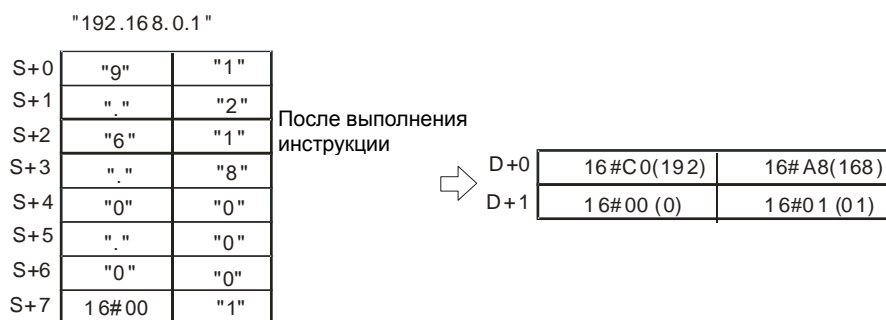 "192.168.0.1"
S+0 "9" "1"
S+1 "." "2"
S+2 "6" "1"
S+3 "." "8"
S+4 "0" "0"
S+5 "." "0"
S+6 "0" "0"
S+7 16#00 "1"
После выполнения
инструкции
D+0 16#C0(192) 16#A8(168)
D+1 16#00 (0) 16#01 (01)